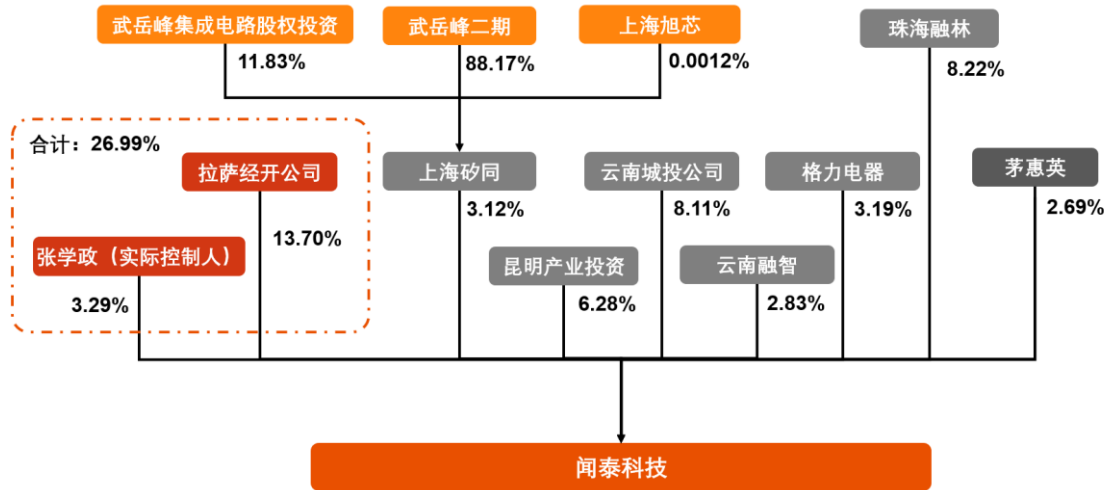 武岳峰集成电路股权投资
武岳峰二期
上海旭芯
珠海融林
11.83%
88.17%
0.0012%
8.22%
合计：26.99%
拉萨经开公司
上海矽同
云南城投公司
格力电器
茅惠英
13.70%
3.12%
8.11%
3.19%
2.69%
张学政（实际控制人）
昆明产业投资
云南融智
3.29%
6.28%
2.83%
闻泰科技